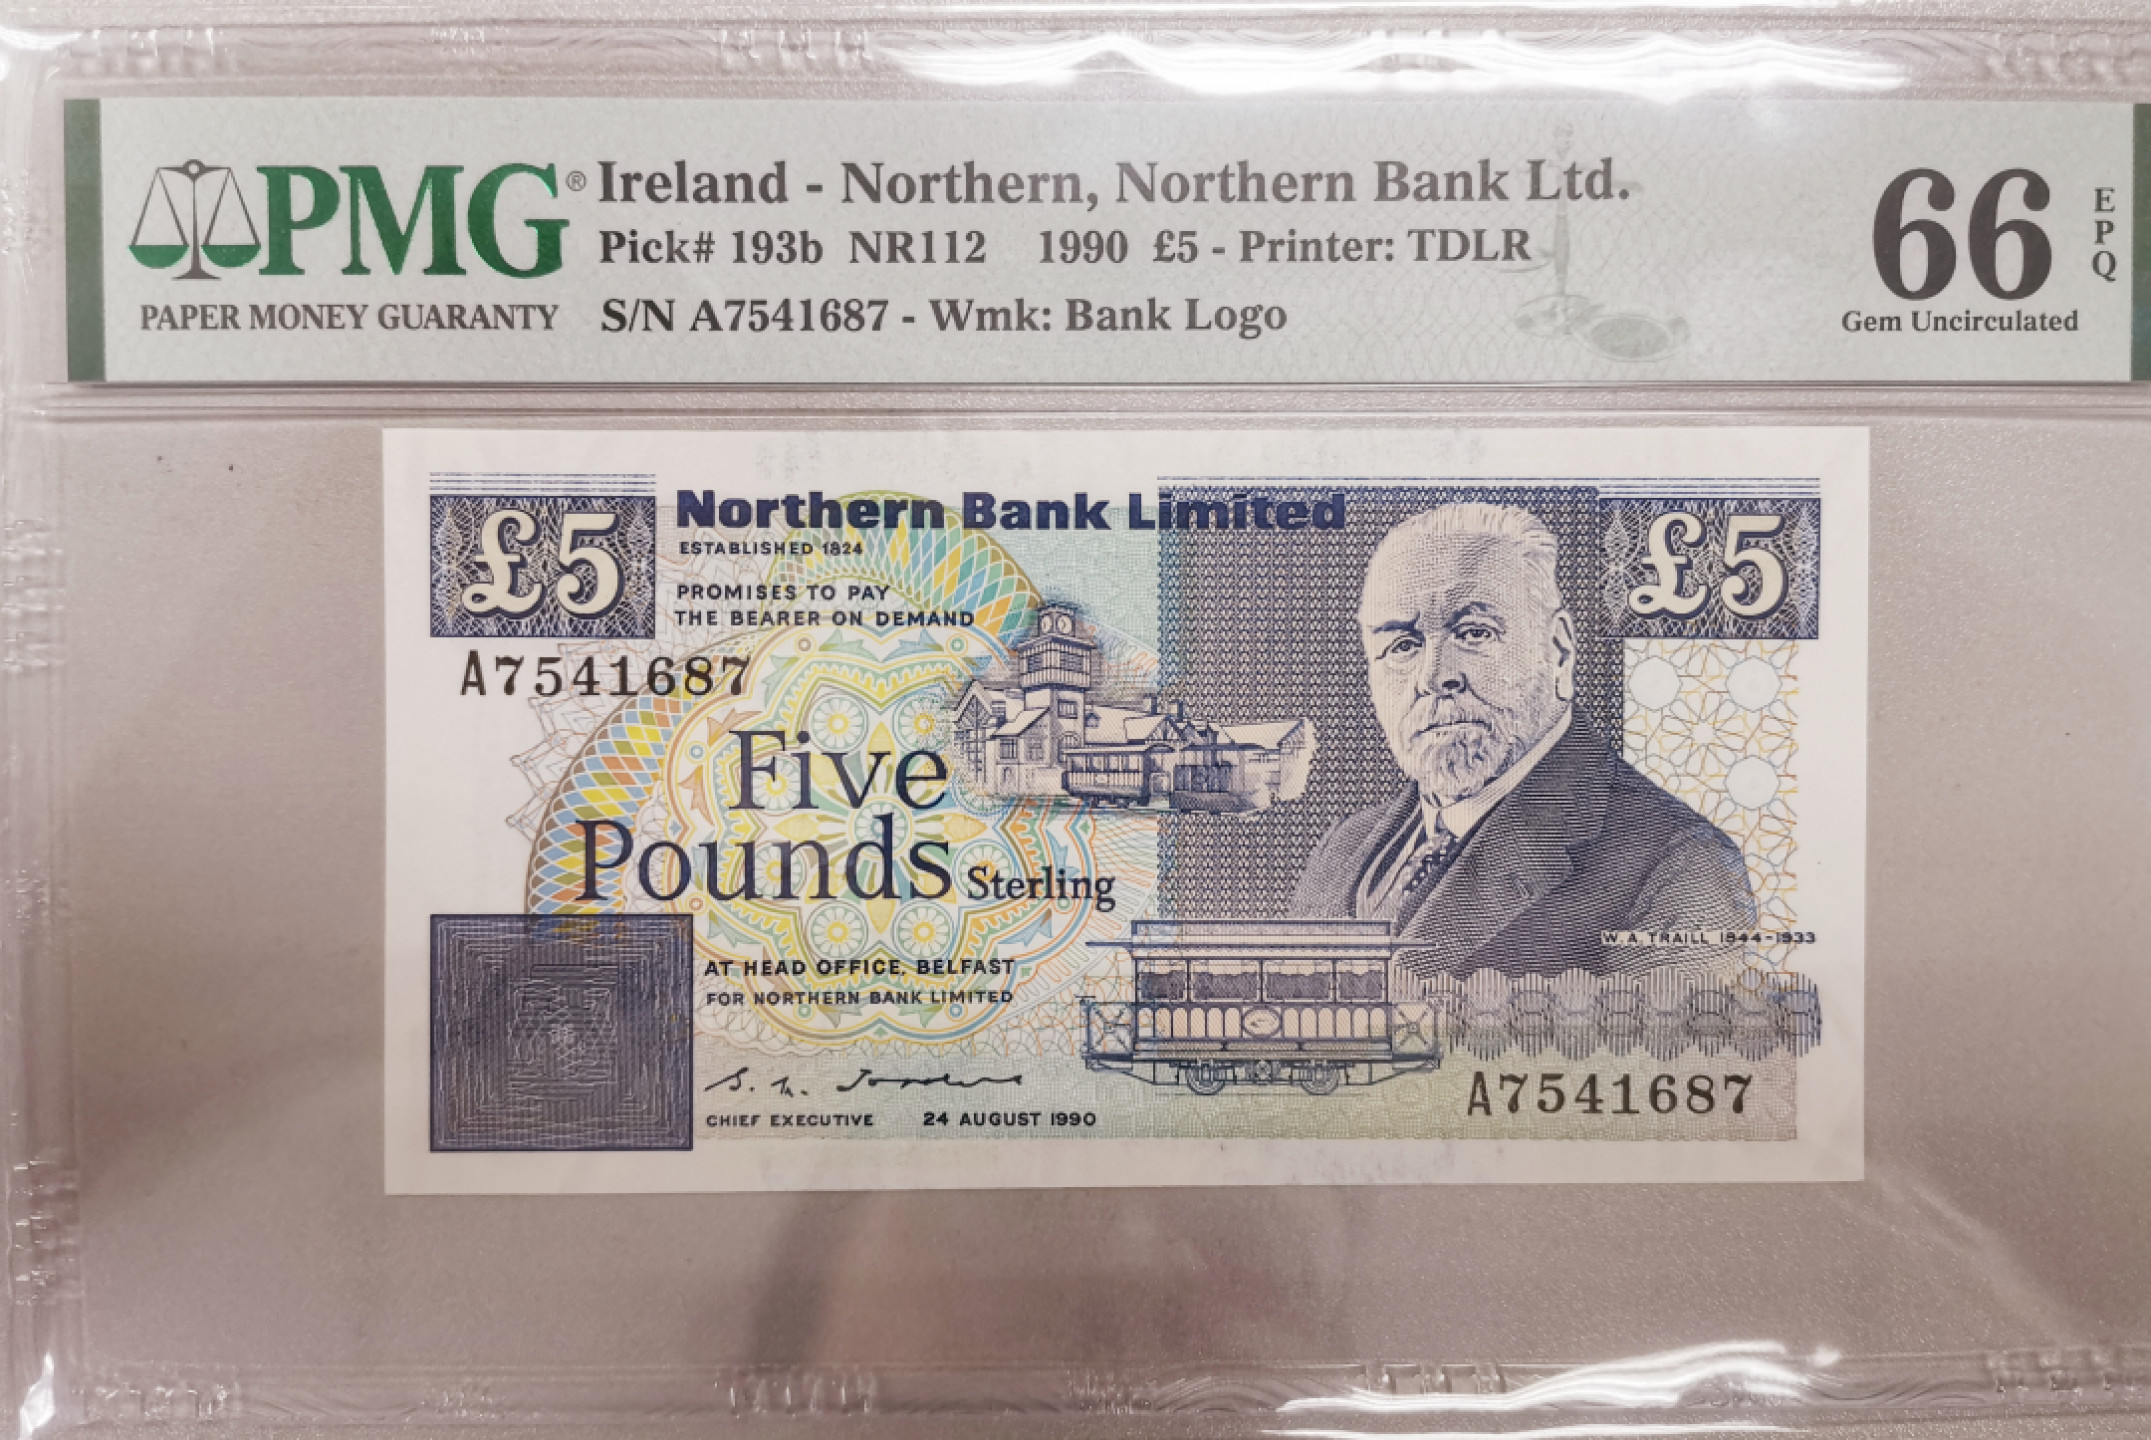 PMG®
PAPER MONEY GUARANTY
Ireland - Northern, Northern Bank Ltd.
Pick# 193b NR112 1990 £5 - Printer: TDLR
S/N A7541687 - Wmk: Bank Logo
66
EPQ
Gem Uncirculated
£5
Northern Bank Limited
£5
ESTABLISHED 1824
PROMISES TO PAY
THE BEARER ON DEMAND
A7541687
Five
Pounds Sterling
W. A. TRAILL 1844-1933
AT HEAD OFFICE, BELFAST
FOR NORTHERN BANK LIMITED
CHIEF EXECUTIVE 24 AUGUST 1990
A7541687